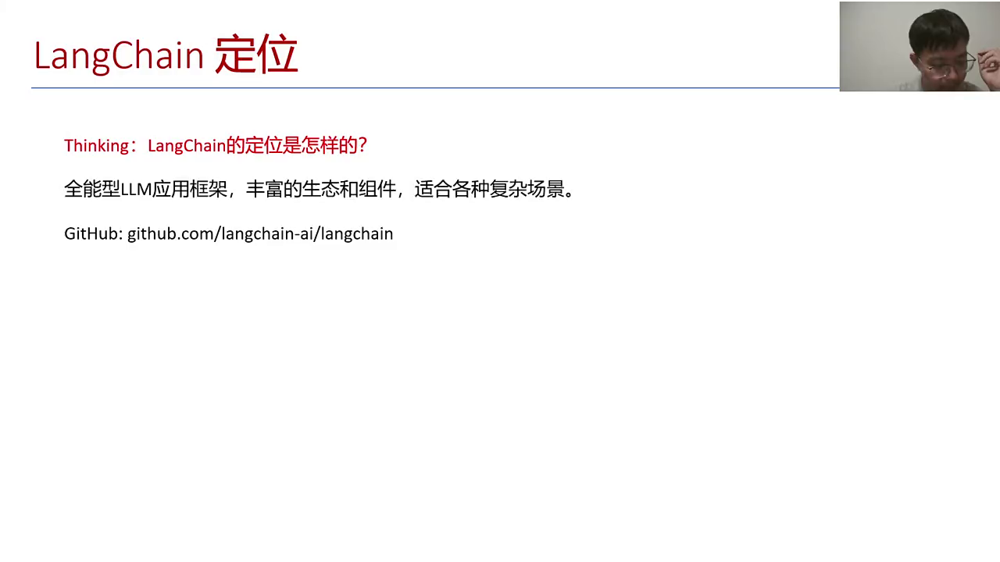 LangChain 定位
Thinking：LangChain的定位是怎样的？
全能型LLM应用框架，丰富的生态和组件，适合各种复杂场景。
GitHub: github.com/langchain-ai/langchain